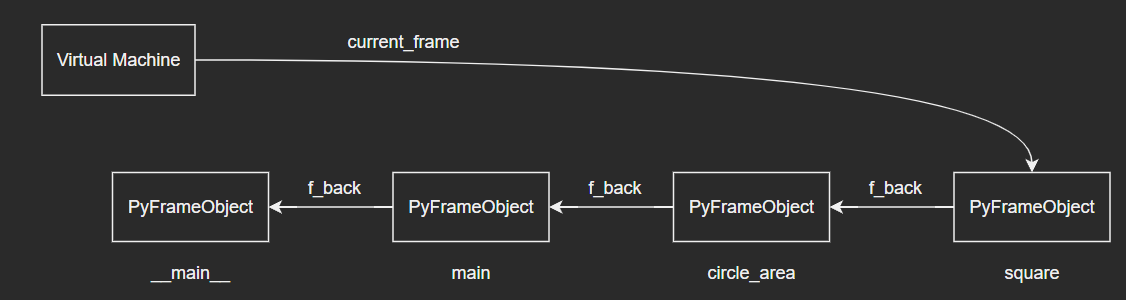 current_frame
Virtual Machine
f_back
f_back
f_back
PyFrameObject
PyFrameObject
PyFrameObject
PyFrameObject
__main__
main
circle_area
square